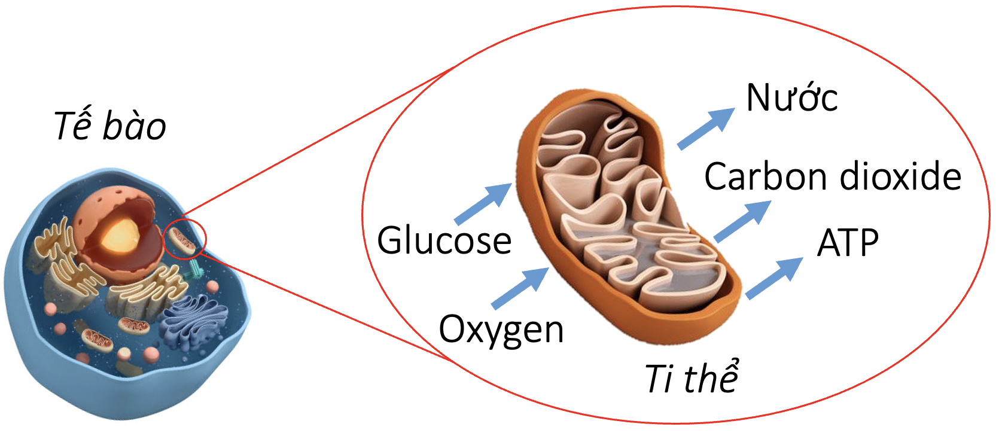 Tế bào
Nước
Carbon dioxide
Glucose
ATP
Oxygen
Ti thể